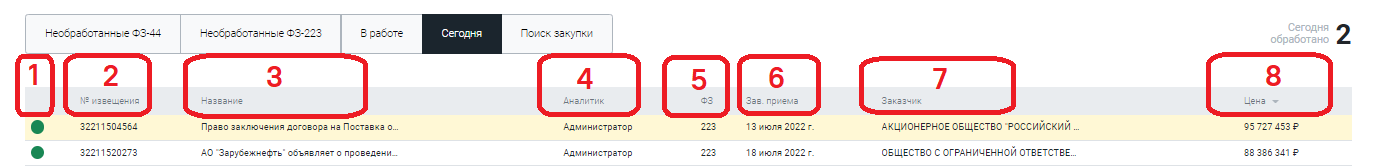 Необработанные ФЗ-44 Необработанные ФЗ-223 В работе Сегодня Поиск закупки Сегодня обработано 2
1 2 3 4 5 6 7 8
№ извещения Название Аналитик ФЗ Зав. приема Заказчик Цена
32211504564 Право заключения договора на Поставка о... Администратор 223 13 июля 2022 г. АКЦИОНЕРНОЕ ОБЩЕСТВО "РОССИЙСКИЙ ... 95 727 453 ₽
32211520273 АО "Зарубежнефть" объявляет о проведени... Администратор 223 18 июля 2022 г. ОБЩЕСТВО С ОГРАНИЧЕННОЙ ОТВЕТСТВЕ... 88 386 341 ₽